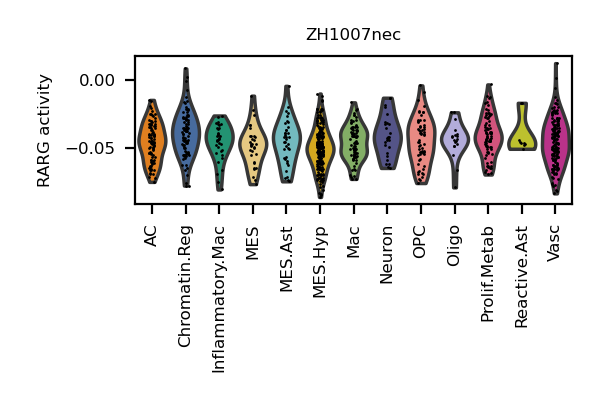 ZH1007nec
RARG activity
0.00
−0.05
AC
Chromatin.Reg
Inflammatory.Mac
MES
MES.Ast
MES.Hyp
Mac
Neuron
OPC
Oligo
Prolif.Metab
Reactive.Ast
Vasc